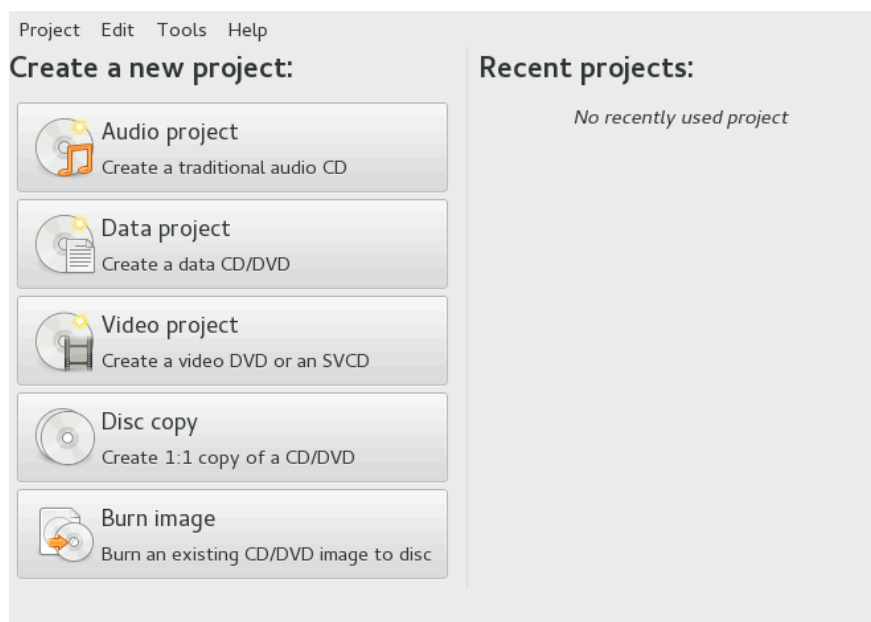 Project Edit Tools Help
Create a new project:
Audio project
Create a traditional audio CD
Data project
Create a data CD/DVD
Video project
Create a video DVD or an SVCD
Disc copy
Create 1:1 copy of a CD/DVD
Burn image
Burn an existing CD/DVD image to disc
Recent projects:
No recently used project